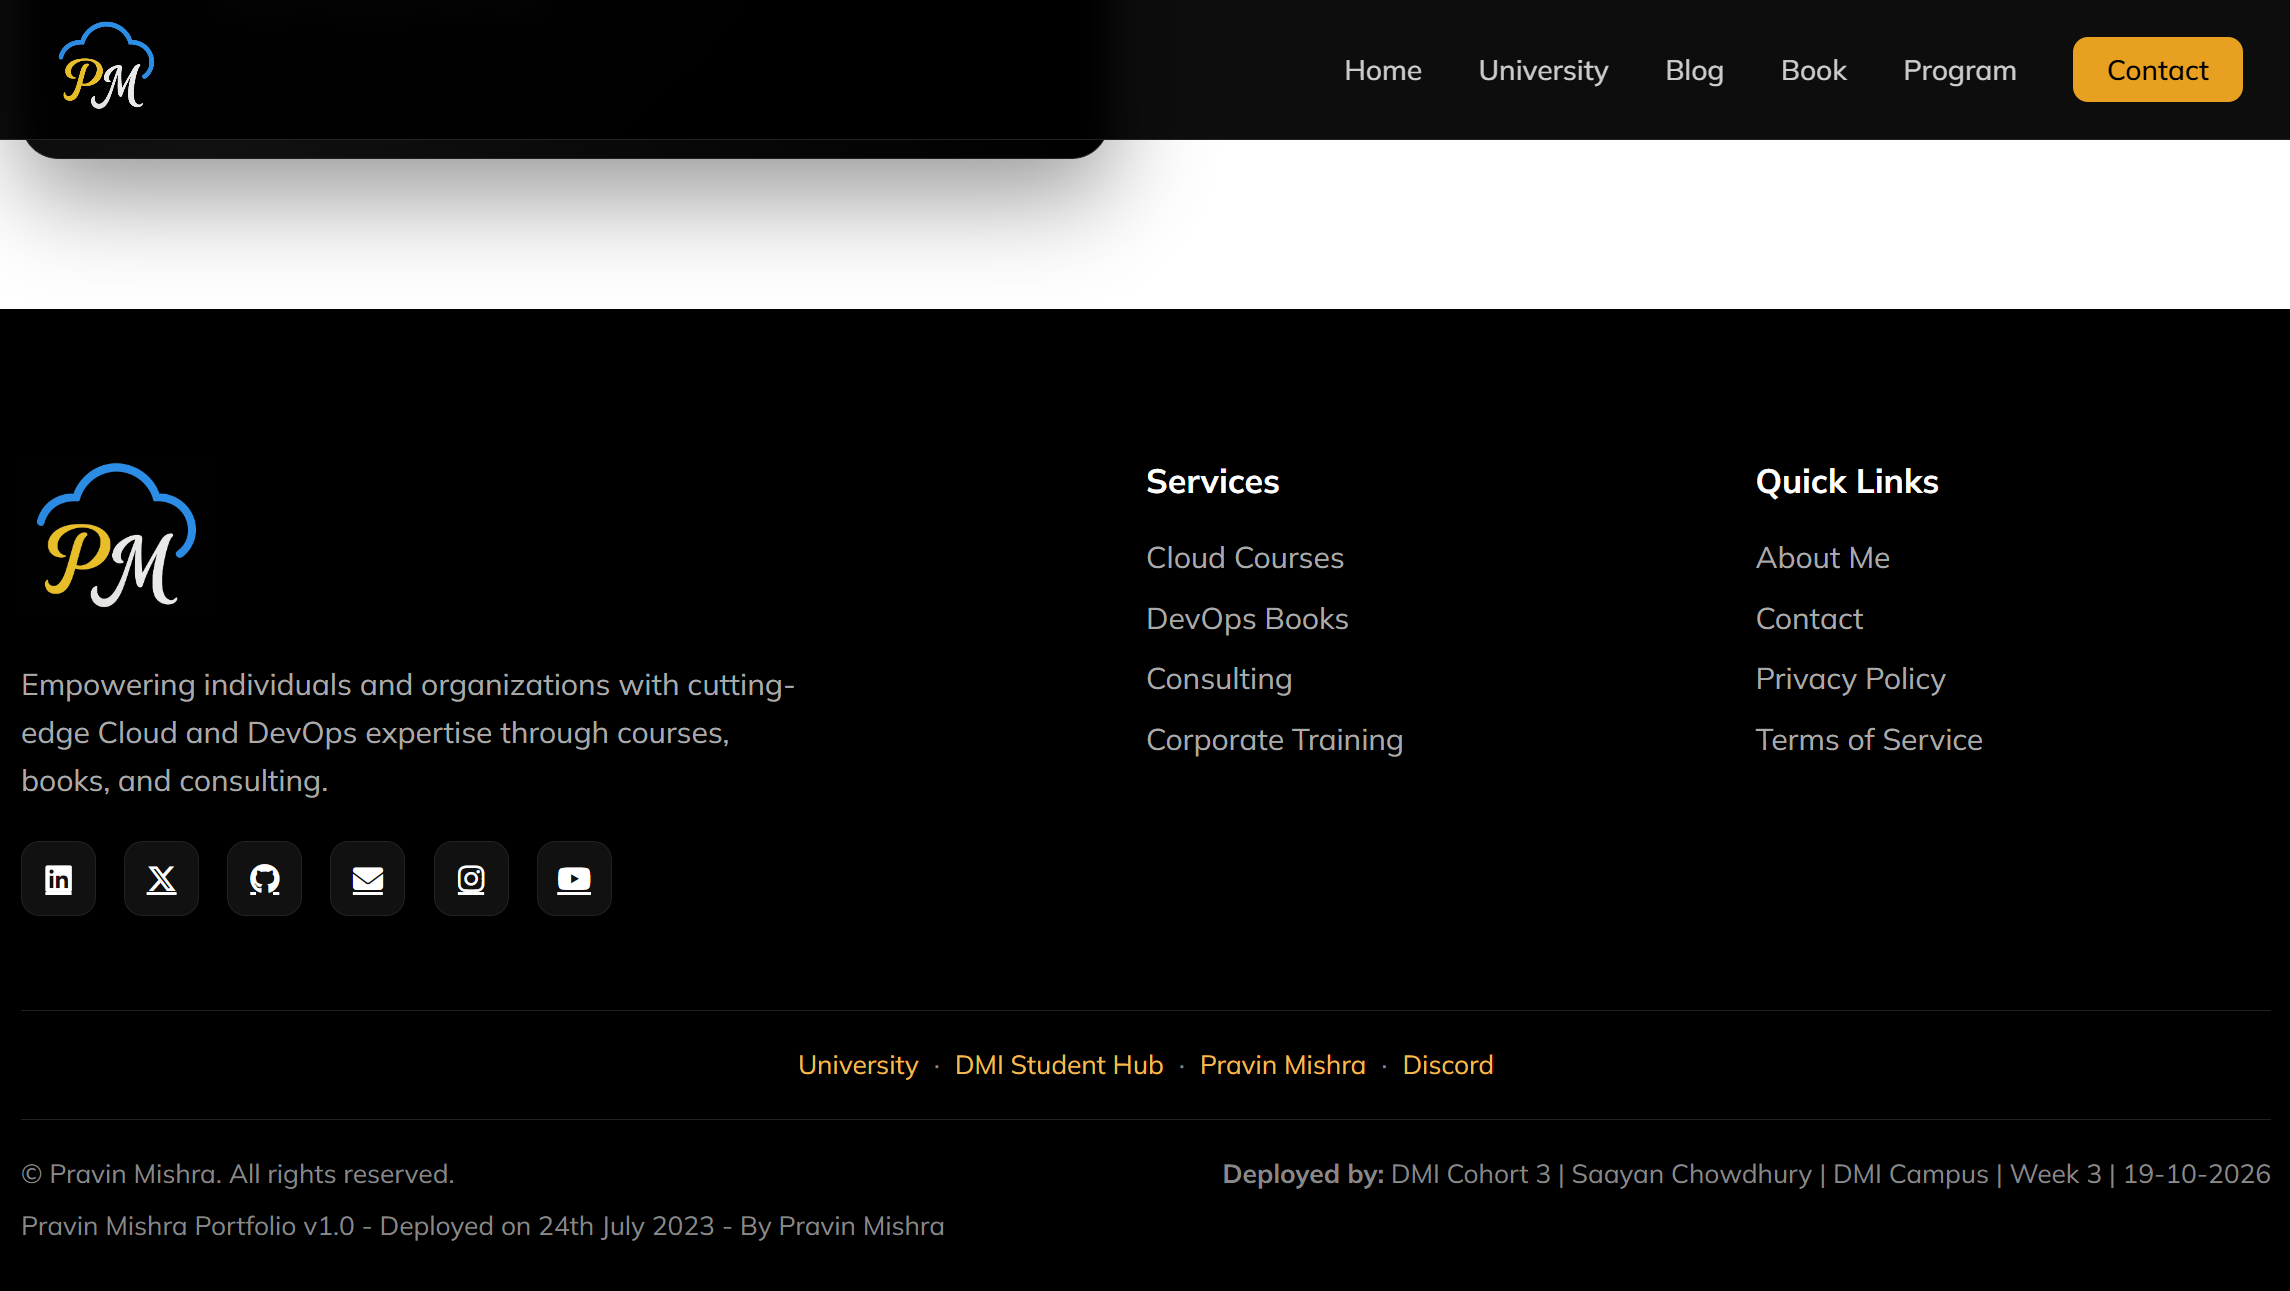 PM
Home
University
Blog
Book
Program
Contact
PM
Empowering individuals and organizations with cutting-
edge Cloud and DevOps expertise through courses,
books, and consulting.
in
X
Services
Cloud Courses
DevOps Books
Consulting
Corporate Training
Quick Links
About Me
Contact
Privacy Policy
Terms of Service
University · DMI Student Hub · Pravin Mishra · Discord
© Pravin Mishra. All rights reserved.
Pravin Mishra Portfolio v1.0 - Deployed on 24th July 2023 - By Pravin Mishra
Deployed by: DMI Cohort 3 | Saayan Chowdhury | DMI Campus | Week 3 | 19-10-2026